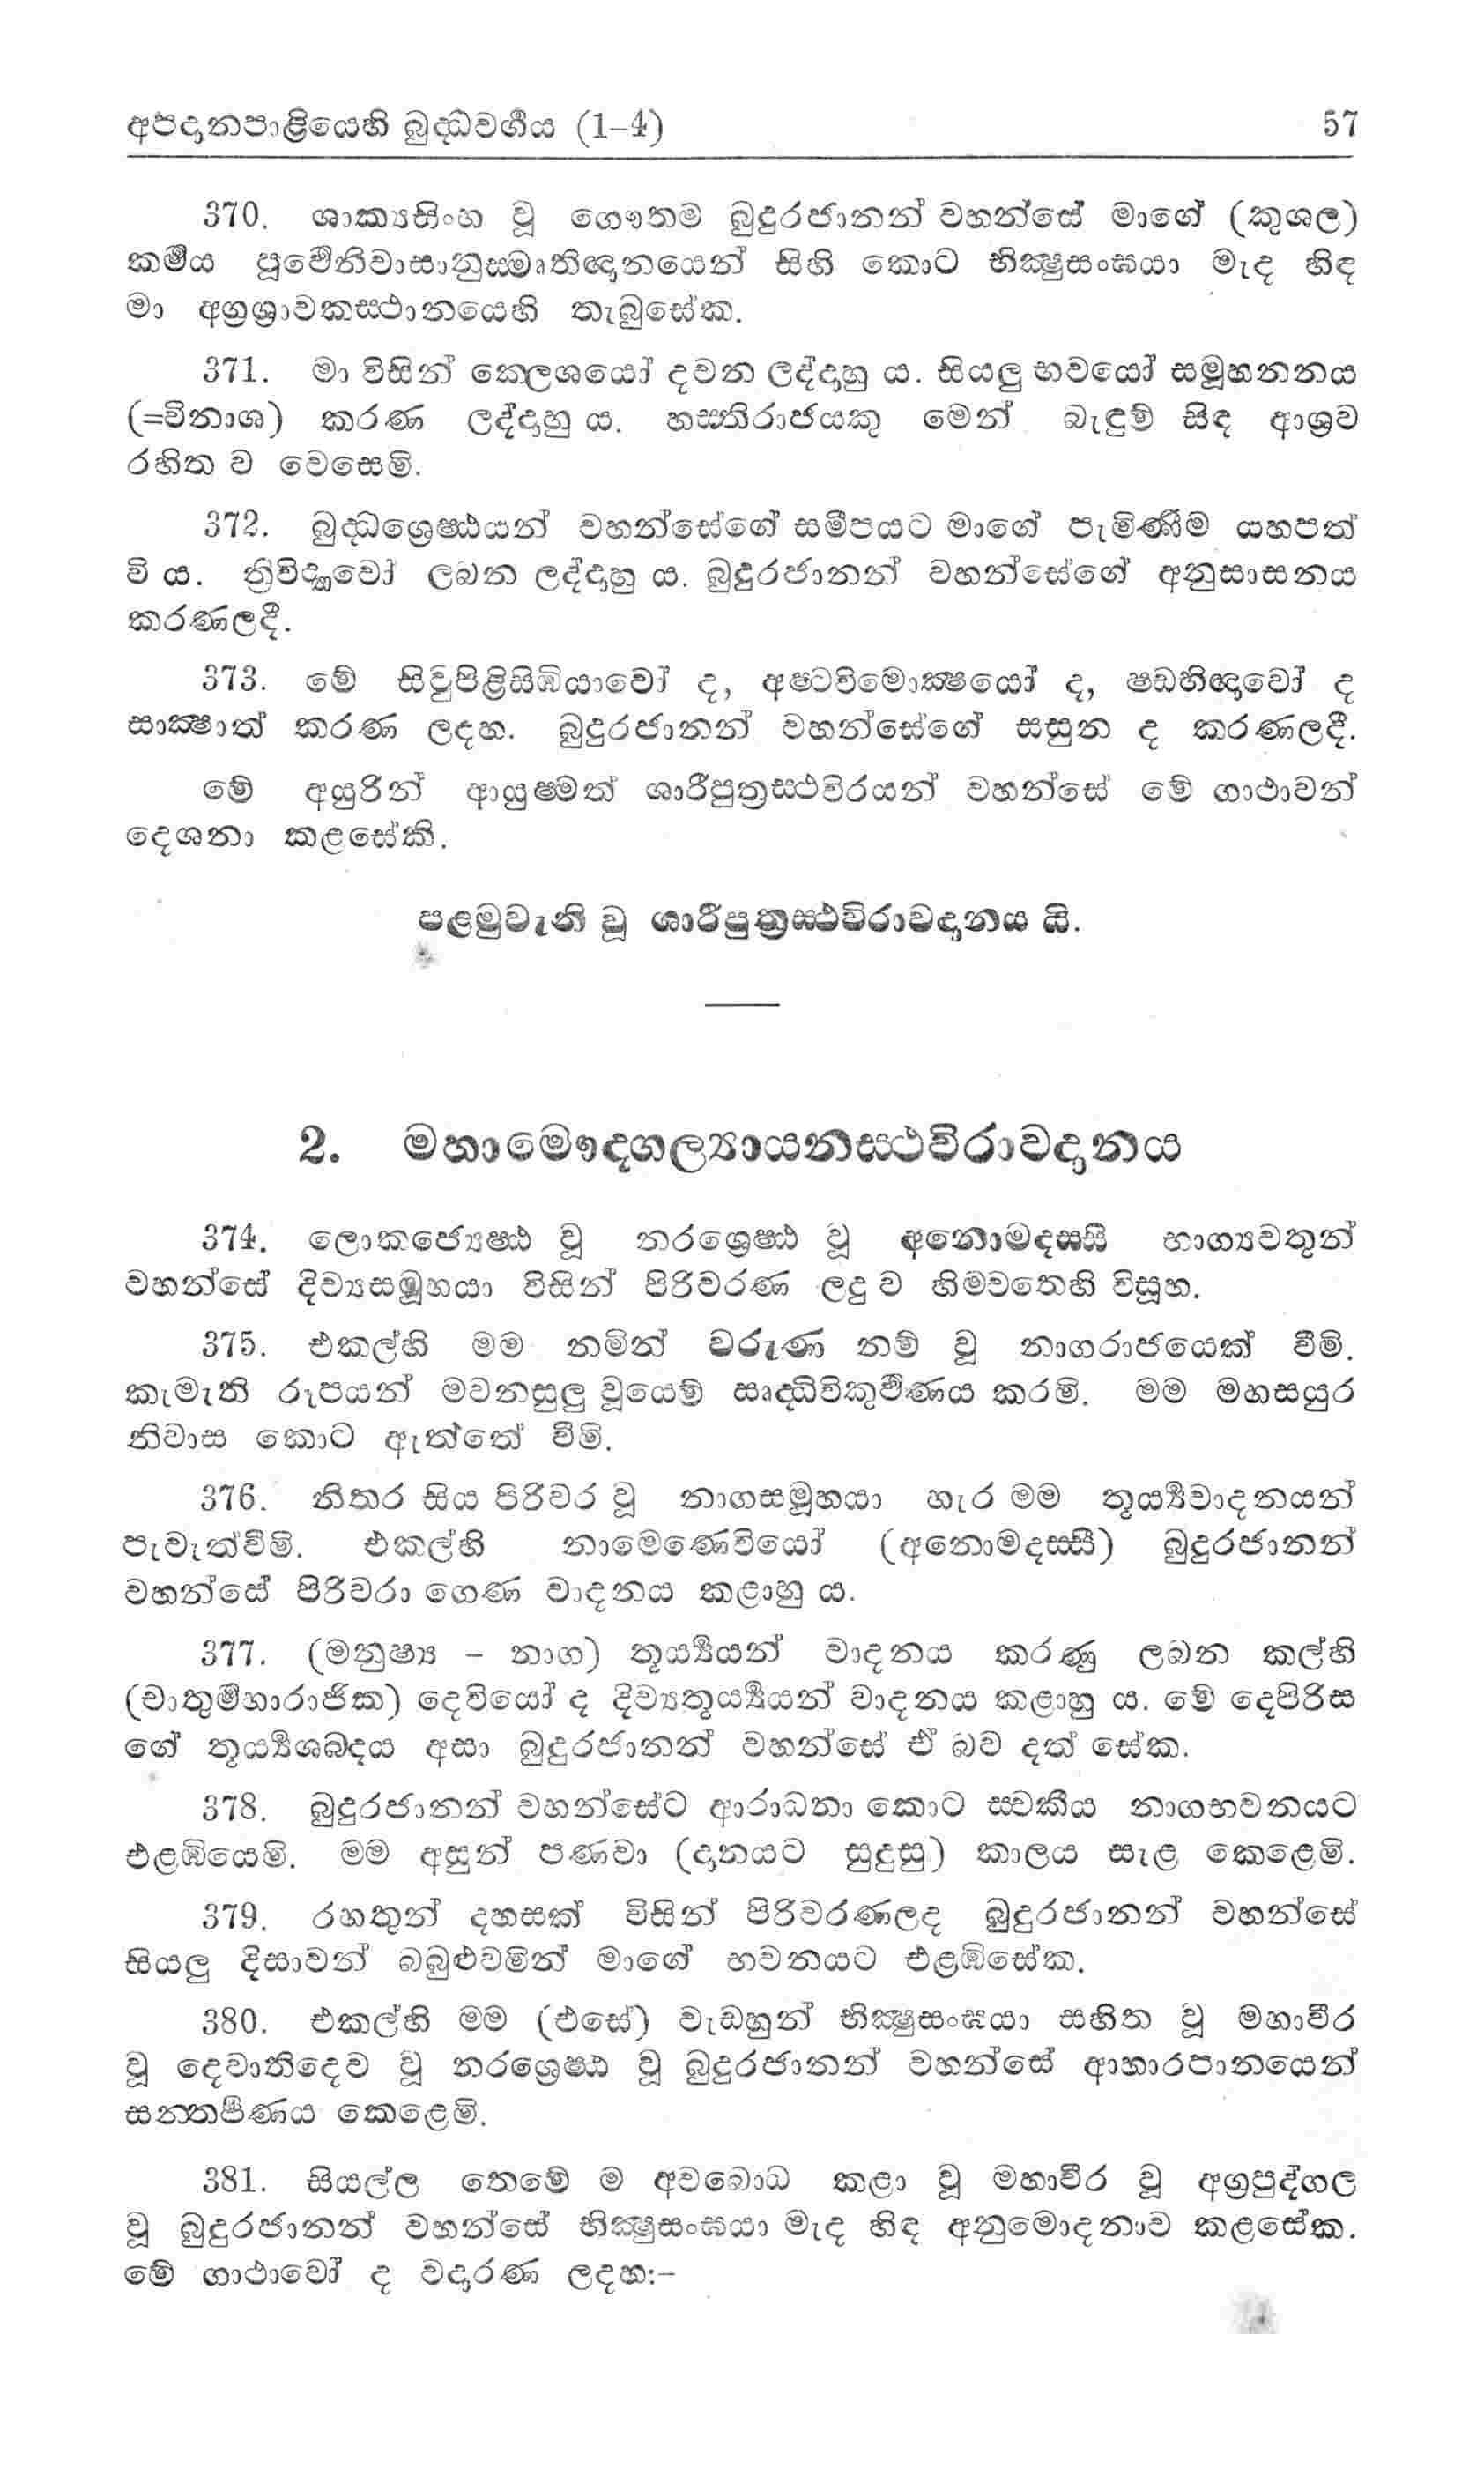 අපදානපාළියෙහි බුද්ධවර්ගය (1–4) 57
370. ශාක්‍යසිංහ වූ ගෞතම බුදුරජානන් වහන්සේ මාගේ (කුශල)
කර්මය පූර්වෙනිවාසානුස්මෘතිඥානයෙන් සිහි කොට භික්‍ෂුසංඝයා මැද හිඳ
මා අග්‍රශ්‍රාවකස්ථානයෙහි තැබුසේක.
371. මා විසින් කෙලශයෝ දවන ලද්දාහු ය. සියලු භවයෝ සමූහනනය
(=විනාශ) කරණ ලද්දාහු ය. හස්තිරාජයකු මෙන් බැඳුම් සිඳ ආශ්‍රව
රහිත ව වෙසෙමි.
372. බුද්ධශ්‍රෙෂ්ඨයන් වහන්සේගේ සමීපයට මාගේ පැමිණීම යහපත්
වි ය. ත්‍රිවිද්‍යාවෝ ලබන ලද්දාහු ය. බුදුරජානන් වහන්සේගේ අනුසාසනය
කරණලදී.
373. මේ සිවුපිළිසිඹියාවෝ ද, අෂ්ටවිමොක්‍ෂයෝ ද, ෂඩභිඥාවෝ ද
සාක්‍ෂාත් කරණ ලදහ. බුදුරජානන් වහන්සේගේ සසුන ද කරණලදී.
මේ අයුරින් ආයුෂ්මත් ශාරීපුත්‍රස්ථවිරයන් වහන්සේ මේ ගාථාවන්
දෙශනා කළසේකි.
පළමුවැනි වූ ශාරීපුත්‍රස්ථවිරාවදානය යි.
2. මහාමෞද්ගල්‍යායනස්ථවිරාවදානය
374. ලොකජ්‍යෙෂ්ඨ වූ නරශ්‍රෙෂ්ඨ වූ අනොමදස්සී භාග්‍යවතුන්
වහන්සේ දිව්‍යසමූහයා විසින් පිරිවරණ ලදු ව හිමවතෙහි විසූහ.
375. එකල්හි මම නමින් වරුණ නම් වූ නාගරාජයෙක් වීමි.
කැමැති රූපයන් මවනසුලු වූයෙම් ඍද්ධිවිකුර්වණය කරමි. මම මහසයුර
නිවාස කොට ඇත්තේ වීමි.
376. නිතර සිය පිරිවර වූ නාගසමූහයා හැර මම තූර්‍ය්‍යවාදනයන්
පැවැත්වීමි. එකල්හි නාමෙණෙවියෝ (අනොමදස්සී) බුදුරජානන්
වහන්සේ පිරිවරා ගෙණ වාදනය කළාහු ය.
377. (මනුෂ්‍ය – නාග) තූර්‍ය්‍යයන් වාදනය කරණු ලබන කල්හි
(චාතුර්මහාරාජික) දෙවියෝ ද දිව්‍යතූර්‍ය්‍යයන් වාදනය කළාහු ය. මේ දෙපිරිස
ගේ තූර්‍ය්‍යශබ්දය අසා බුදුරජානන් වහන්සේ ඒ බව දත් සේක.
378. බුදුරජානන් වහන්සේට ආරාධනා කොට ස්වකීය නාගභවනයට
එළඹියෙමි. මම අසුන් පණවා (දානයට සුදුසු) කාලය සැළ කෙළෙමි.
379. රහතුන් දහසක් විසින් පිරිවරණලද බුදුරජානන් වහන්සේ
සියලු දිසාවන් බබුළුවමින් මාගේ භවනයට එළඹිසේක.
380. එකල්හි මම (එසේ) වැඩහුන් භික්‍ෂුසංඝයා සහිත වූ මහාවීර
වූ දෙවාතිදෙව වූ නරශ්‍රෙෂ්ඨ වූ බුදුරජානන් වහන්සේ ආහාරපානයෙන්
සන්තර්පණය කෙළෙමි.
381. සියල්ල තෙමේ ම අවබොධ කළා වූ මහාවීර වූ අග්‍රපුද්ගල
වූ බුදුරජානන් වහන්සේ භික්‍ෂුසංඝයා මැද හිඳ අනුමොදනාව කළසේක.
මේ ගාථාවෝ ද වදාරණ ලදහ:–